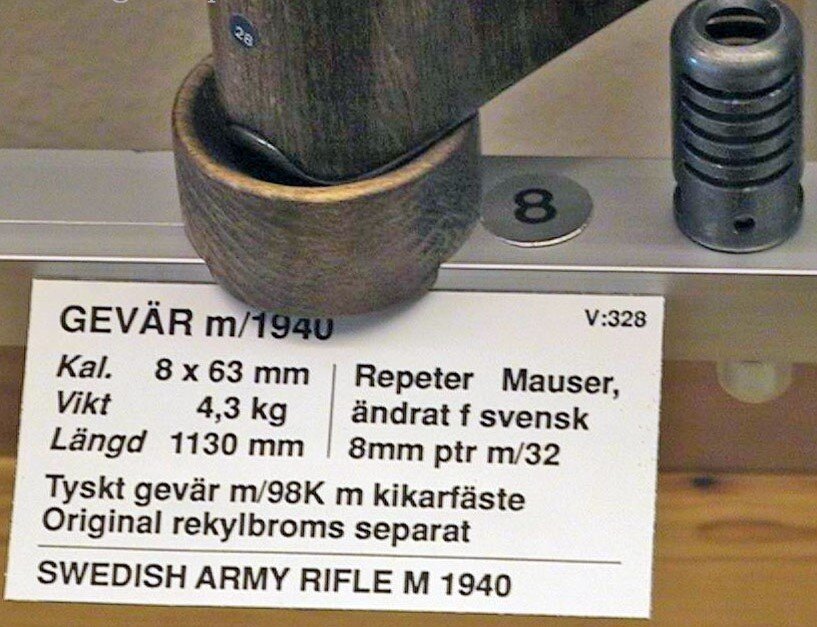 28
8
GEVÄR m/1940
V:328
Kal. 8 x 63 mm
Vikt 4,3 kg
Längd 1130 mm
Repeter Mauser,
ändrat f svensk
8mm ptr m/32
Tyskt gevär m/98K m kikarfäste
Original rekylbroms separat
SWEDISH ARMY RIFLE M 1940